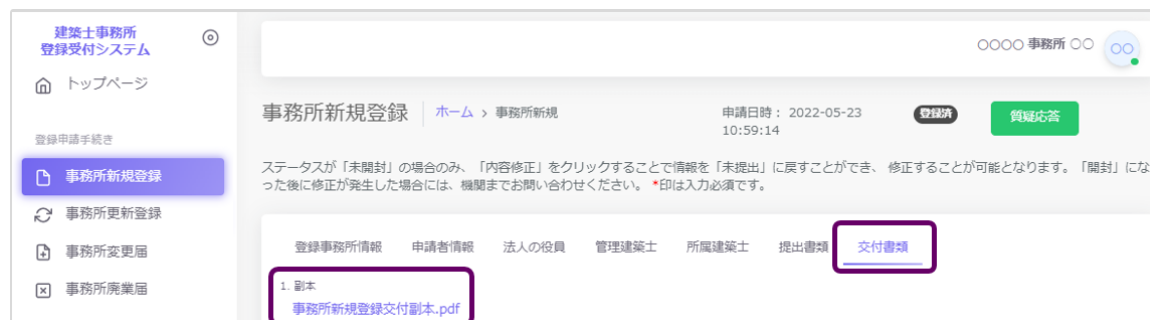 建築士事務所
登録受付システム
トップページ
登録申請手続き
事務所新規登録
事務所更新登録
事務所変更届
事務所廃業届
〇〇〇〇 事務所 〇〇
〇〇
事務所新規登録
ホーム > 事務所新規
申請日時： 2022-05-23
10:59:14
登録済
質疑応答
ステータスが「未開封」の場合のみ、「内容修正」をクリックすることで情報を「未提出」に戻すことができ、 修正することが可能となります。「開封」にな
った後に修正が発生した場合には、機関までお問い合わせください。 *印は入力必須です。
登録事務所情報 申請者情報 法人の役員 管理建築士 所属建築士 提出書類 交付書類
1. 副本
事務所新規登録交付副本.pdf